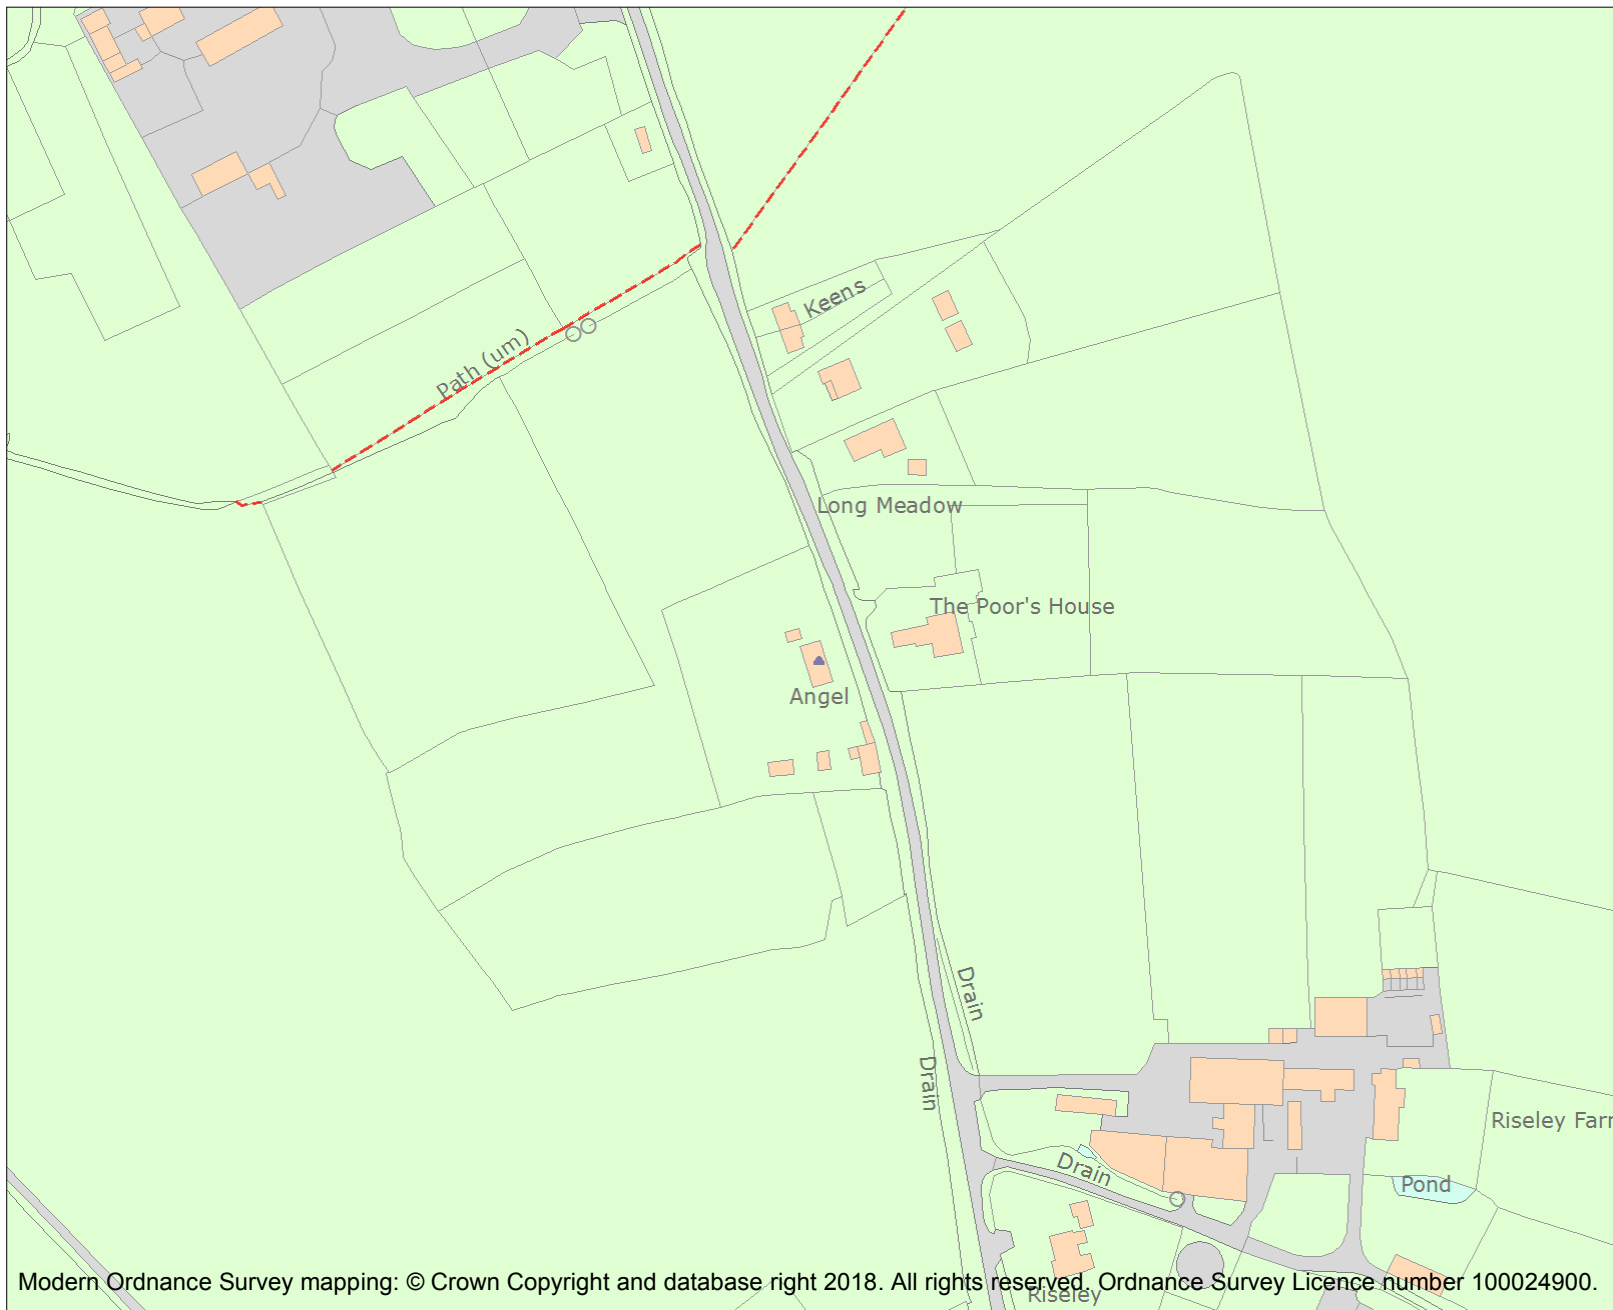 Keens
Path (um)
Long Meadow
The Poor's House
Angel
Drain
Drain
Riseley Farr
Drain
Pond
Modern Ordnance Survey mapping: © Crown Copyright and database right 2018. All rights reserved. Ordnance Survey Licence number 100024900.
Riseley